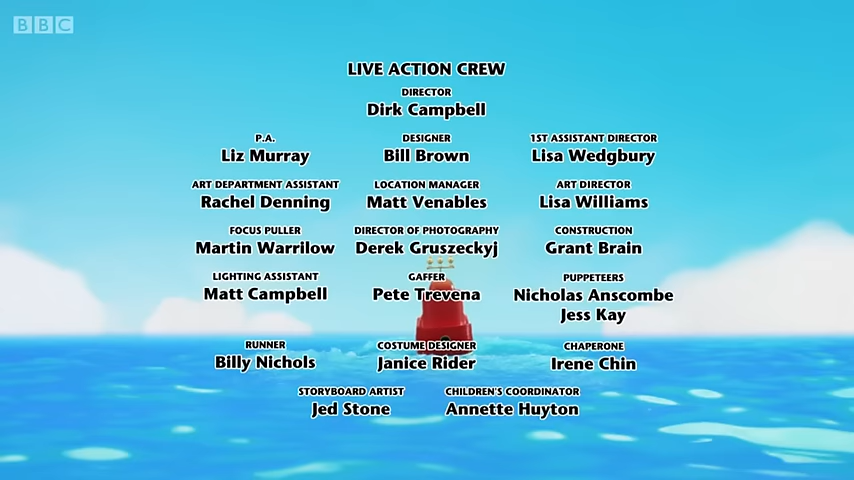 BBC
LIVE ACTION CREW
DIRECTOR
Dirk Campbell
P.A.
Liz Murray
DESIGNER
Bill Brown
1ST ASSISTANT DIRECTOR
Lisa Wedgbury
ART DEPARTMENT ASSISTANT
Rachel Denning
LOCATION MANAGER
Matt Venables
ART DIRECTOR
Lisa Williams
FOCUS PULLER
Martin Warrilow
DIRECTOR OF PHOTOGRAPHY
Derek Gruszeckyj
CONSTRUCTION
Grant Brain
LIGHTING ASSISTANT
Matt Campbell
GAFFER
Pete Trevena
PUPPETEERS
Nicholas Anscombe
Jess Kay
RUNNER
Billy Nichols
COSTUME DESIGNER
Janice Rider
CHAPERONE
Irene Chin
STORYBOARD ARTIST
Jed Stone
CHILDREN'S COORDINATOR
Annette Huyton